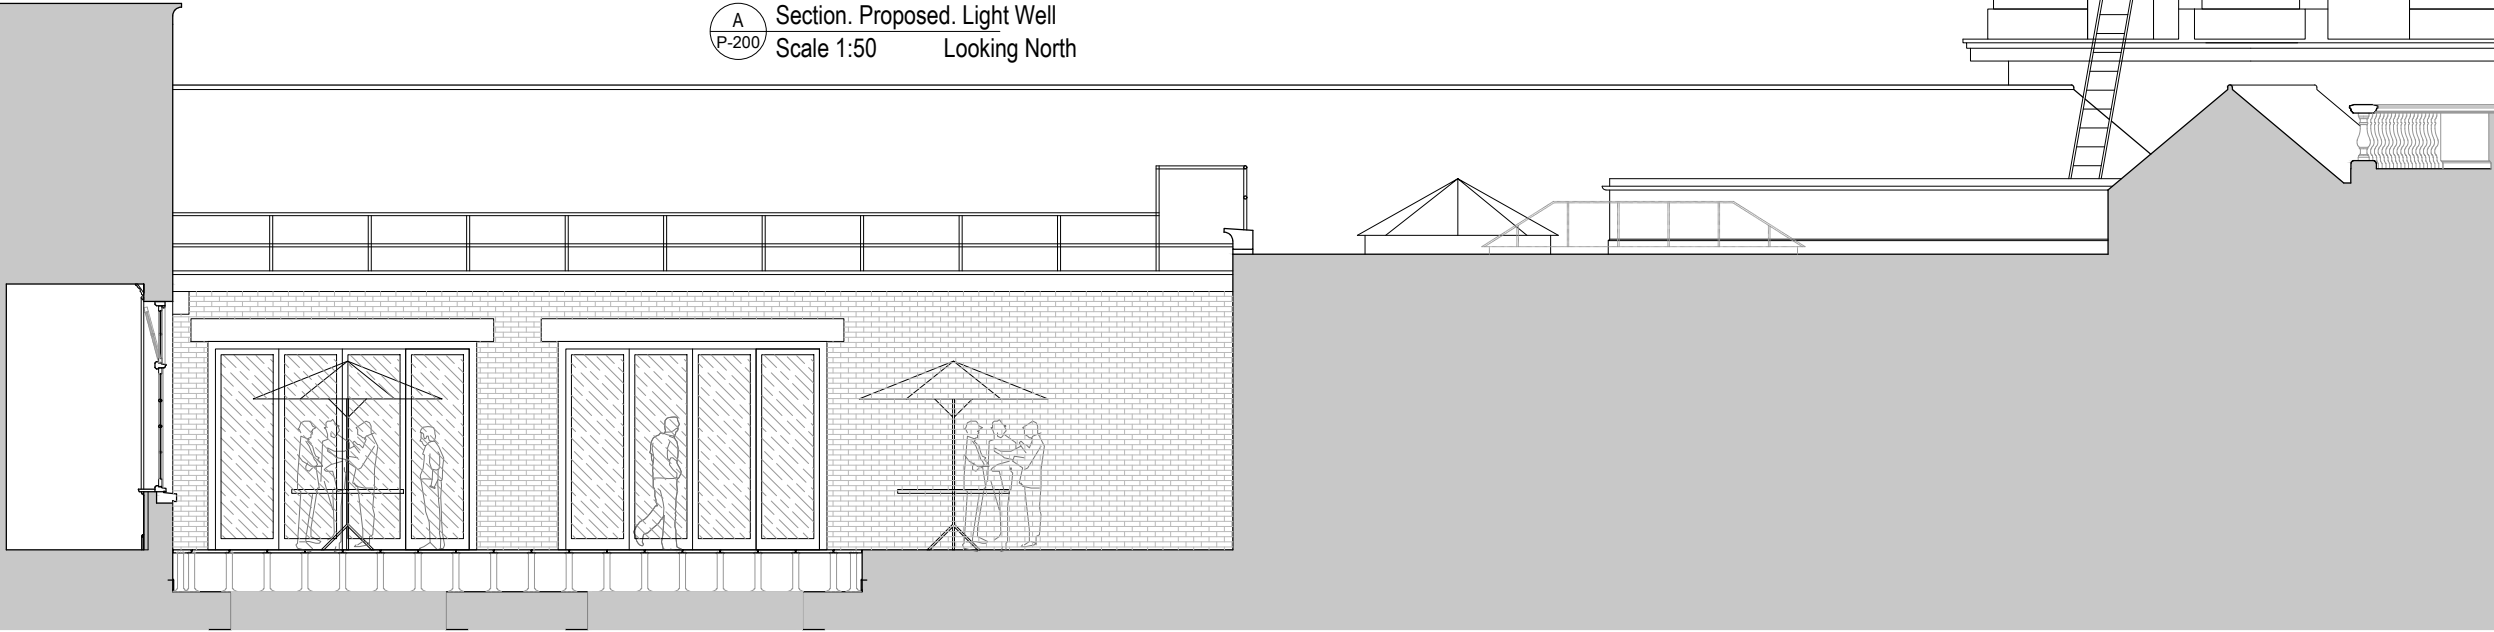 A
P-200
Section. Proposed. Light Well
Scale 1:50 Looking North